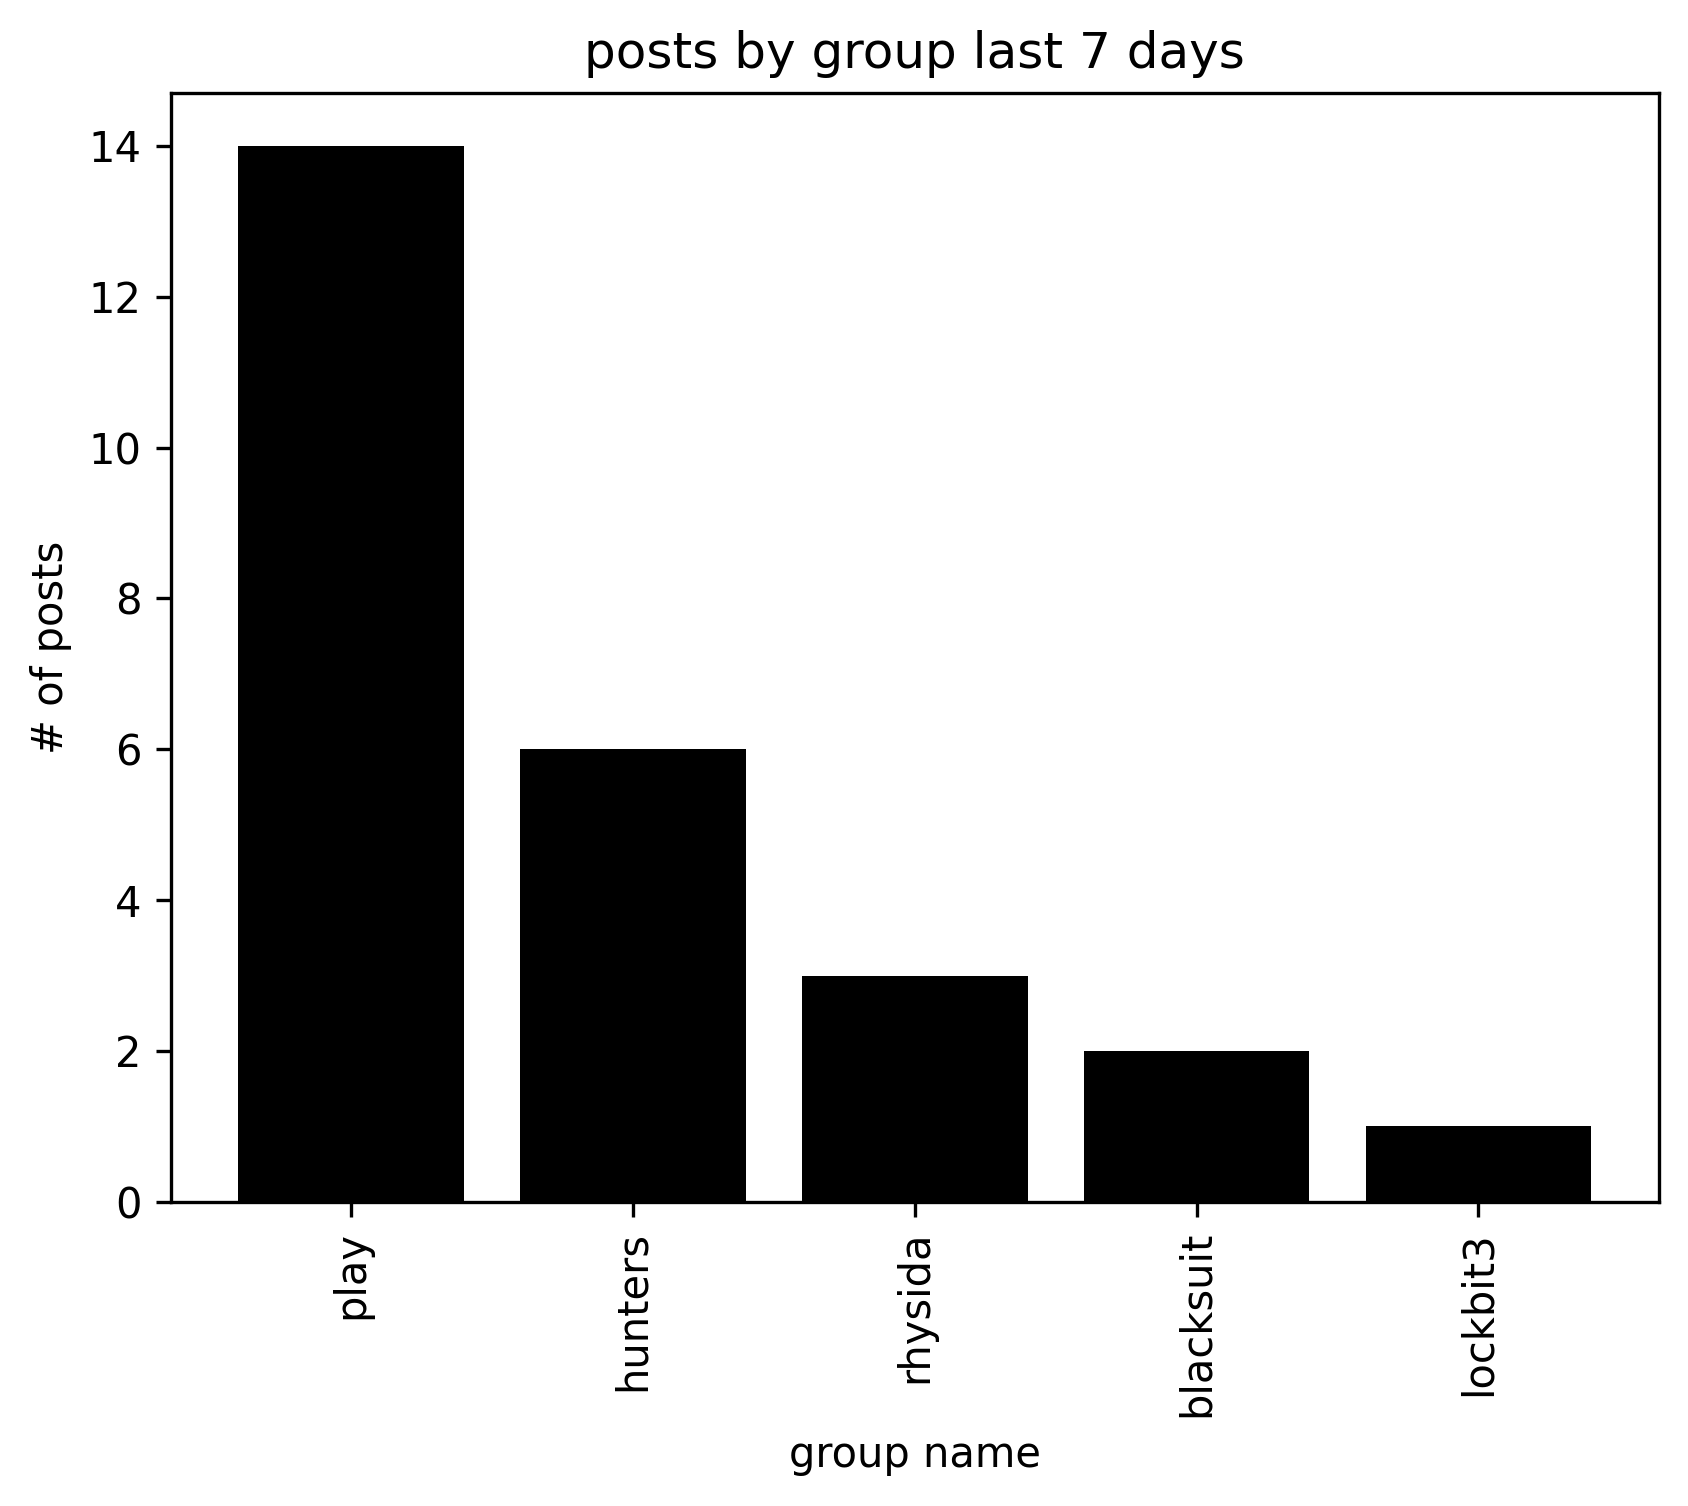 posts by group last 7 days
# of posts
14
12
10
8
6
4
2
0
play
hunters
rhysida
blacksuit
lockbit3
group name